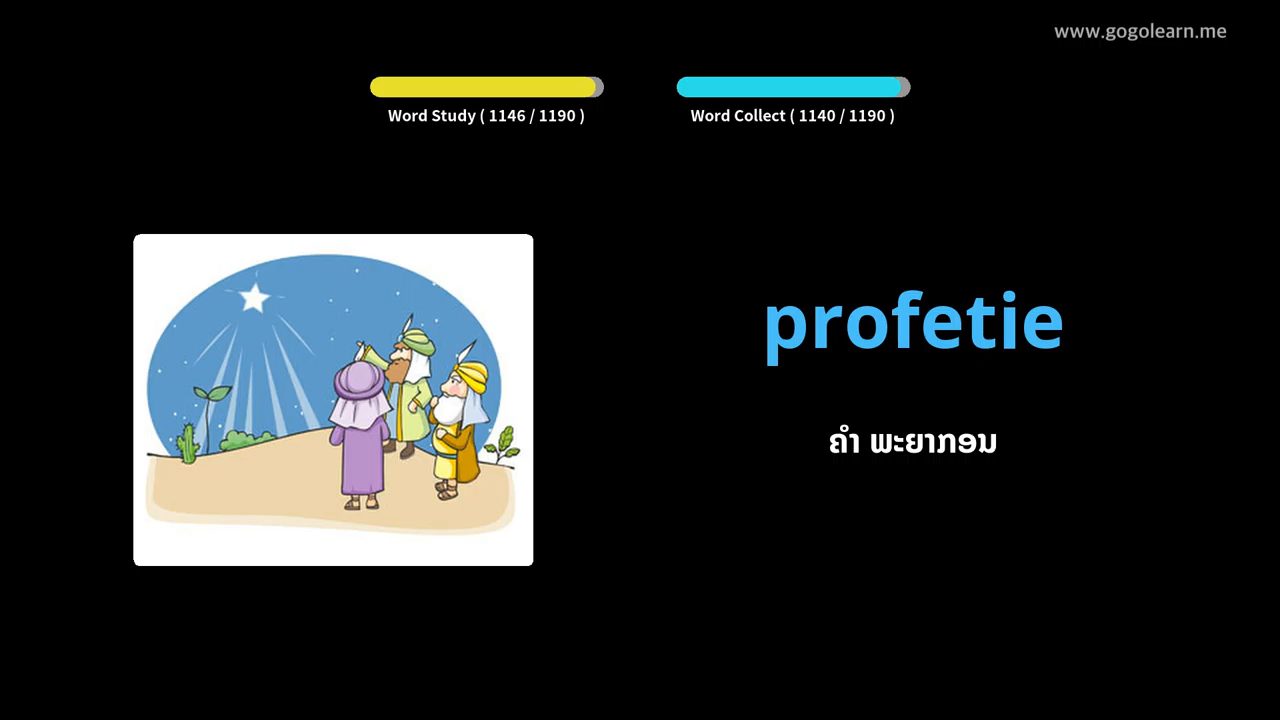 www.gogolearn.me
Word Study ( 1146 / 1190 )
Word Collect ( 1140 / 1190 )
profetie
ຄຳ ພະຍາກອນ